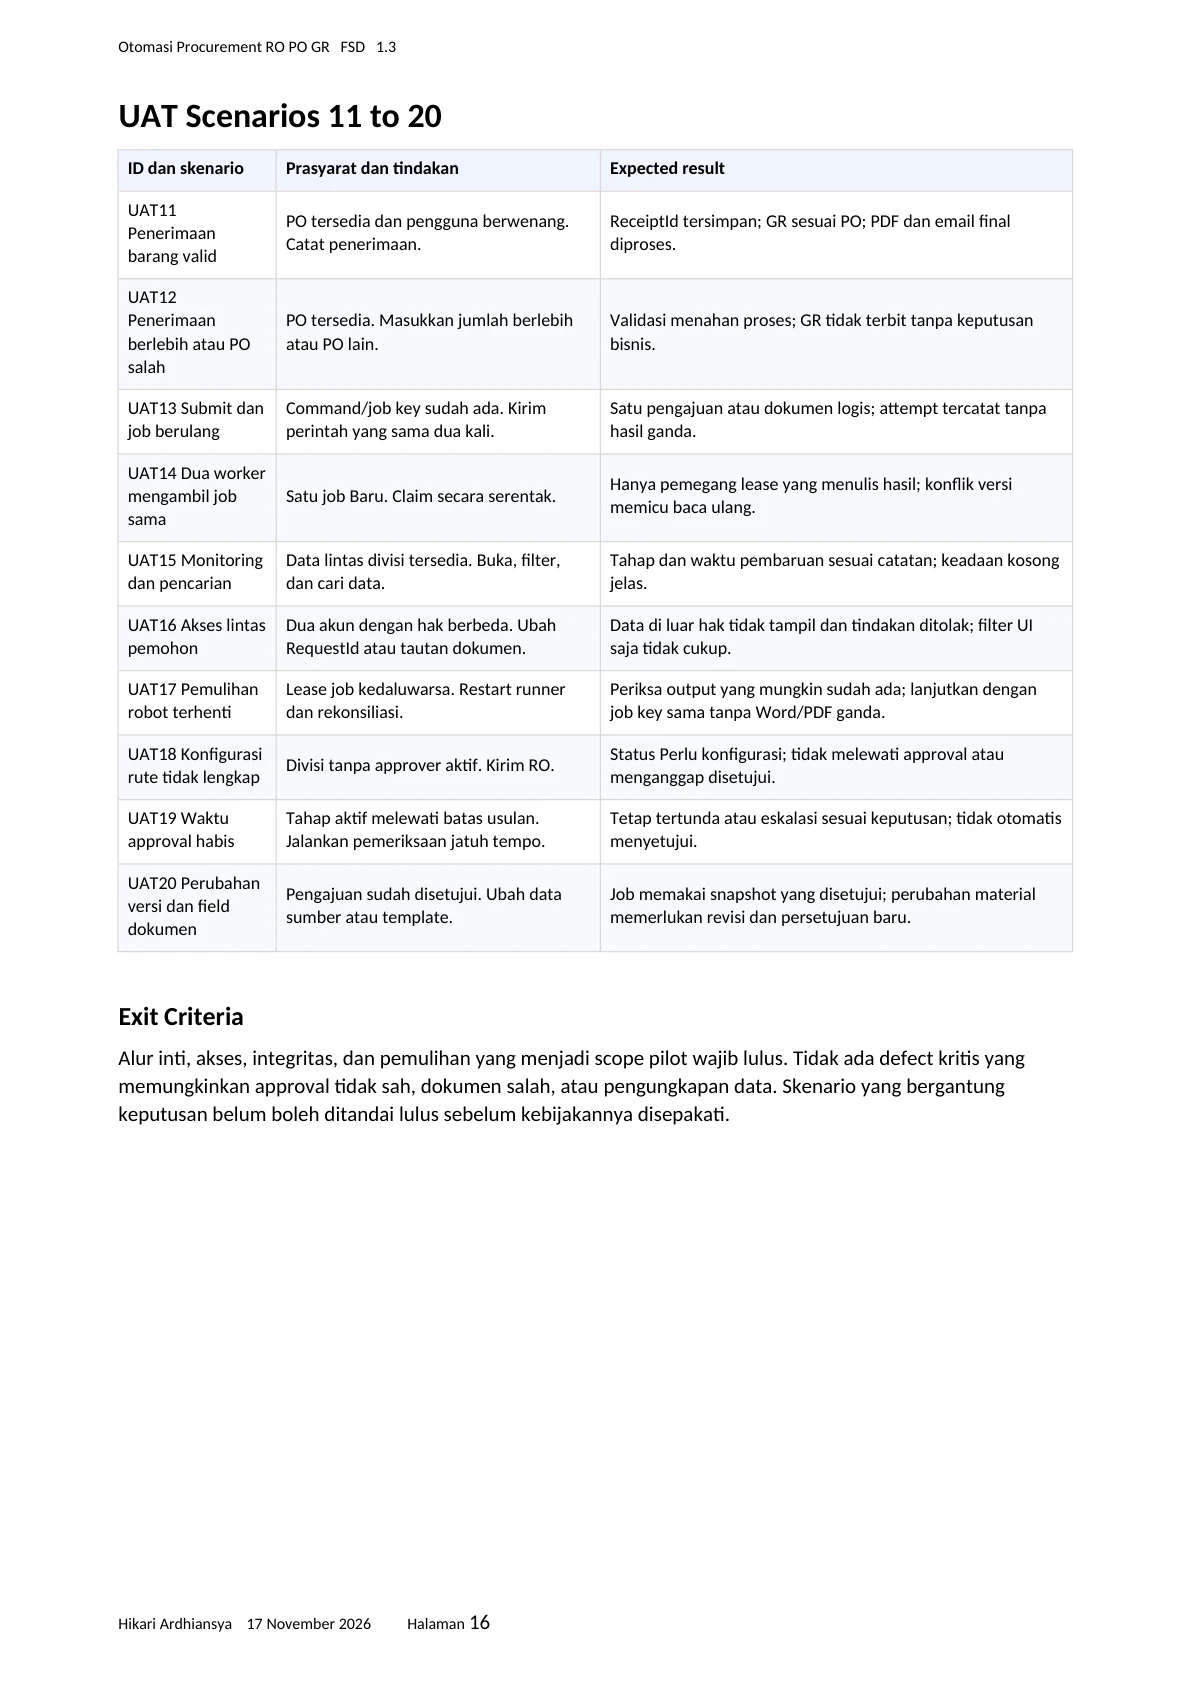 Otomasi Procurement RO PO GR FSD 1.3
UAT Scenarios 11 to 20
ID dan skenario
Prasyarat dan tindakan
Expected result
UAT11
Penerimaan
barang valid
PO tersedia dan pengguna berwenang.
Catat penerimaan.
ReceiptId tersimpan; GR sesuai PO; PDF dan email final
diproses.
UAT12
Penerimaan
berlebih atau PO
salah
PO tersedia. Masukkan jumlah berlebih
atau PO lain.
Validasi menahan proses; GR tidak terbit tanpa keputusan
bisnis.
UAT13 Submit dan
job berulang
Command/job key sudah ada. Kirim
perintah yang sama dua kali.
Satu pengajuan atau dokumen logis; attempt tercatat tanpa
hasil ganda.
UAT14 Dua worker
mengambil job
sama
Satu job Baru. Claim secara serentak.
Hanya pemegang lease yang menulis hasil; konflik versi
memicu baca ulang.
UAT15 Monitoring
dan pencarian
Data lintas divisi tersedia. Buka, filter,
dan cari data.
Tahap dan waktu pembaruan sesuai catatan; keadaan kosong
jelas.
UAT16 Akses lintas
pemohon
Dua akun dengan hak berbeda. Ubah
RequestId atau tautan dokumen.
Data di luar hak tidak tampil dan tindakan ditolak; filter UI
saja tidak cukup.
UAT17 Pemulihan
robot terhenti
Lease job kedaluwarsa. Restart runner
dan rekonsiliasi.
Periksa output yang mungkin sudah ada; lanjutkan dengan
job key sama tanpa Word/PDF ganda.
UAT18 Konfigurasi
rute tidak lengkap
Divisi tanpa approver aktif. Kirim RO.
Status Perlu konfigurasi; tidak melewati approval atau
menganggap disetujui.
UAT19 Waktu
approval habis
Tahap aktif melewati batas usulan.
Jalankan pemeriksaan jatuh tempo.
Tetap tertunda atau eskalasi sesuai keputusan; tidak otomatis
menyetujui.
UAT20 Perubahan
versi dan field
dokumen
Pengajuan sudah disetujui. Ubah data
sumber atau template.
Job memakai snapshot yang disetujui; perubahan material
memerlukan revisi dan persetujuan baru.
Exit Criteria
Alur inti, akses, integritas, dan pemulihan yang menjadi scope pilot wajib lulus. Tidak ada defect kritis yang
memungkinkan approval tidak sah, dokumen salah, atau pengungkapan data. Skenario yang bergantung
keputusan belum boleh ditandai lulus sebelum kebijakannya disepakati.
Hikari Ardhiansya 17 November 2026 Halaman 16